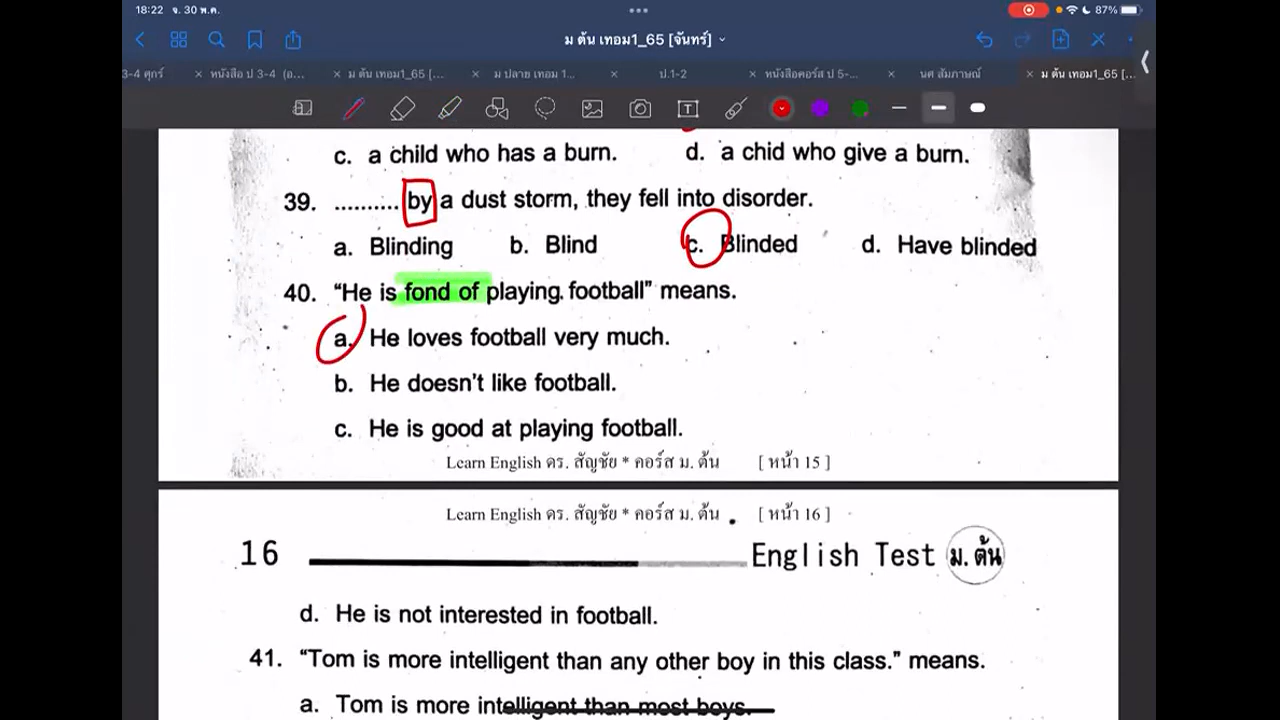 18:22 จ. 30 พ.ค.
87%
ม ต้น เทอม1_65 [จันทร์]
3-4 ศุกร์
หนังสือ ป 3-4 (อ...
ม ต้น เทอม1_65 [...
ม ปลาย เทอม 1...
ป.1-2
หนังสือคอร์ส ป 5-...
นศ สัมภาษณ์
ม ต้น เทอม1_65 [...
c. a child who has a burn. d. a chid who give a burn.
39. .......... by a dust storm, they fell into disorder.
a. Blinding b. Blind c. Blinded d. Have blinded
40. “He is fond of playing football” means.
a. He loves football very much.
b. He doesn’t like football.
c. He is good at playing football.
Learn English ดร. สัญชัย * คอร์ส ม. ต้น [ หน้า 15 ]
Learn English ดร. สัญชัย * คอร์ส ม. ต้น [ หน้า 16 ]
16 English Test ม. ต้น
d. He is not interested in football.
41. “Tom is more intelligent than any other boy in this class.” means.
a. Tom is more intelligent than most boys.